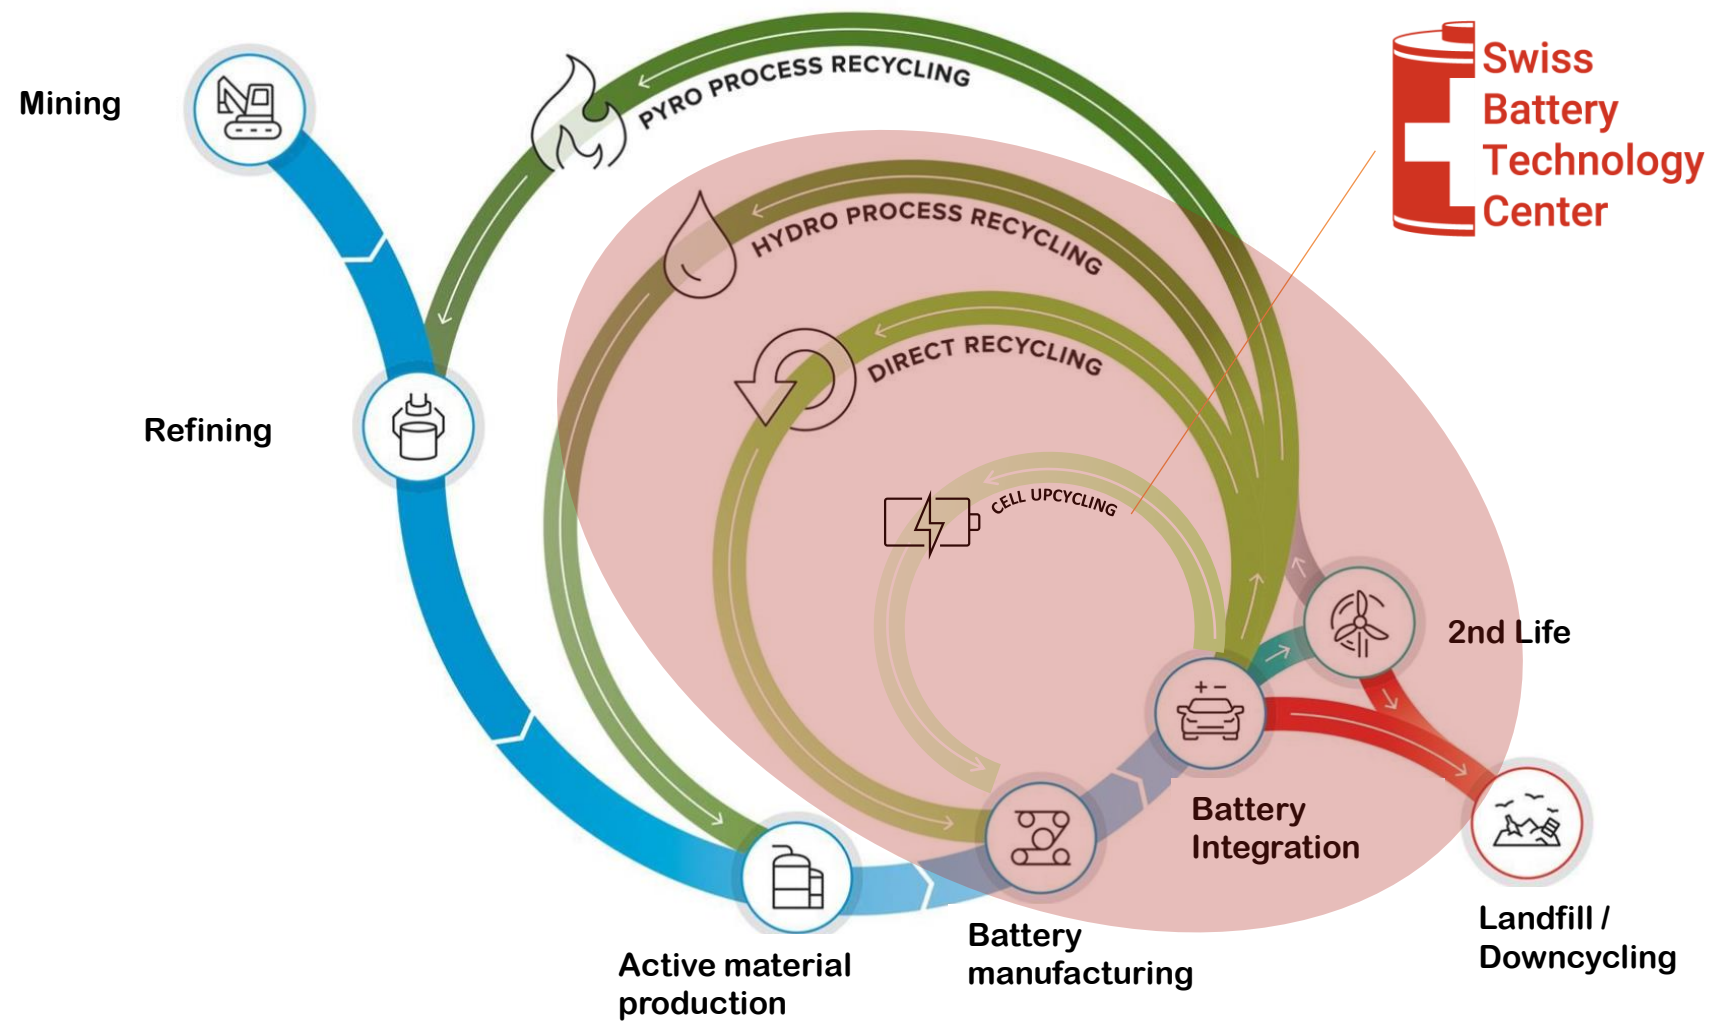 Swiss
Battery
Technology
Center
Mining
PYRO PROCESS RECYCLING
HYDRO PROCESS RECYCLING
DIRECT RECYCLING
Refining
CELL UPCYCLING
2nd Life
+ -
Battery
Integration
Landfill /
Downcycling
Battery
manufacturing
Active material
production